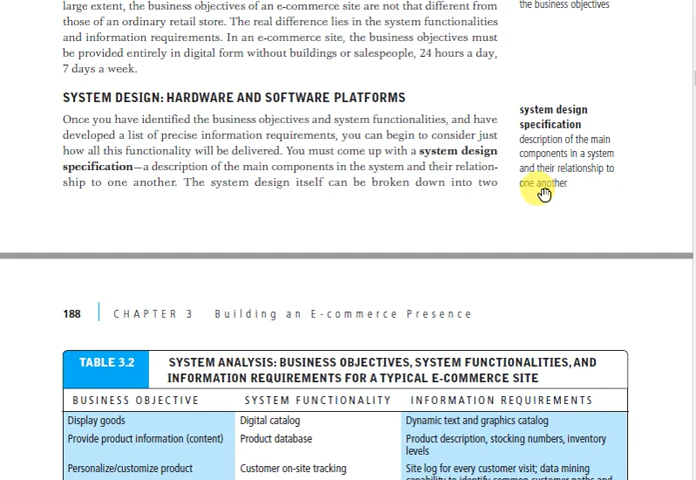 large extent, the business objectives of an e-commerce site are not that different from
those of an ordinary retail store. The real difference lies in the system functionalities
and information requirements. In an e-commerce site, the business objectives must
be provided entirely in digital form without buildings or salespeople, 24 hours a day,
7 days a week.
the business objectives
SYSTEM DESIGN: HARDWARE AND SOFTWARE PLATFORMS
Once you have identified the business objectives and system functionalities, and have
developed a list of precise information requirements, you can begin to consider just
how all this functionality will be delivered. You must come up with a system design
specification—a description of the main components in the system and their relation-
ship to one another. The system design itself can be broken down into two
system design
specification
description of the main
components in a system
and their relationship to
one another
188 CHAPTER 3 Building an E-commerce Presence
TABLE 3.2 SYSTEM ANALYSIS: BUSINESS OBJECTIVES, SYSTEM FUNCTIONALITIES, AND
INFORMATION REQUIREMENTS FOR A TYPICAL E-COMMERCE SITE
BUSINESS OBJECTIVE SYSTEM FUNCTIONALITY INFORMATION REQUIREMENTS
Display goods Digital catalog Dynamic text and graphics catalog
Provide product information (content) Product database Product description, stocking numbers, inventory
levels
Personalize/customize product Customer on-site tracking Site log for every customer visit; data mining
capability to identify common customer paths and